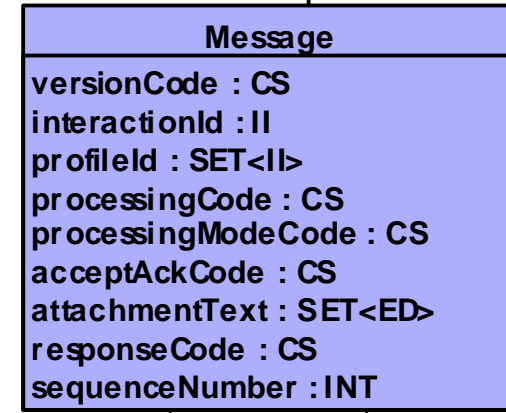 Message
versionCode : CS
interactionId : II
profileId : SET<II>
processingCode : CS
processingModeCode : CS
acceptAckCode : CS
attachmentText : SET<ED>
responseCode : CS
sequenceNumber : INT